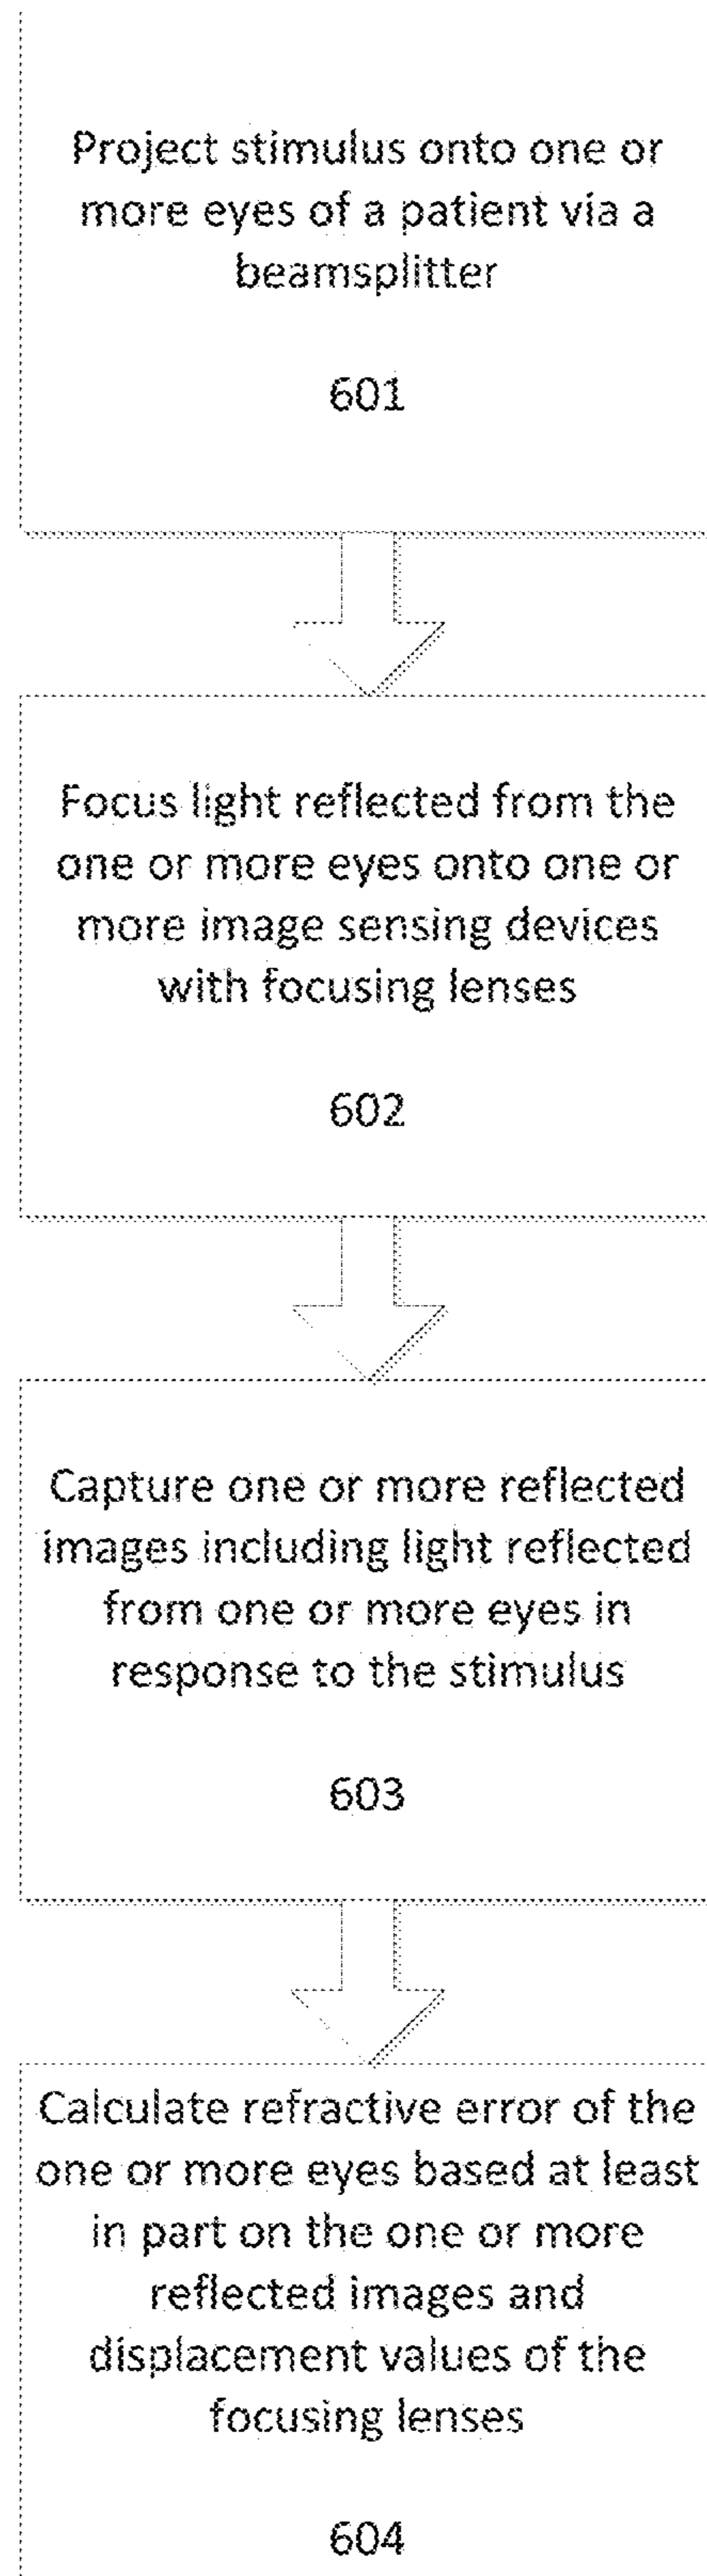 Project stimulus onto one or
more eyes of a patient via a
beamsplitter
601
Focus light reflected from the
one or more eyes onto one or
more image sensing devices
with focusing lenses
602
Capture one or more reflected
images including light reflected
from one or more eyes in
response to the stimulus
603
Calculate refractive error of the
one or more eyes based at least
in part on the one or more
reflected images and
displacement values of the
focusing lenses
604